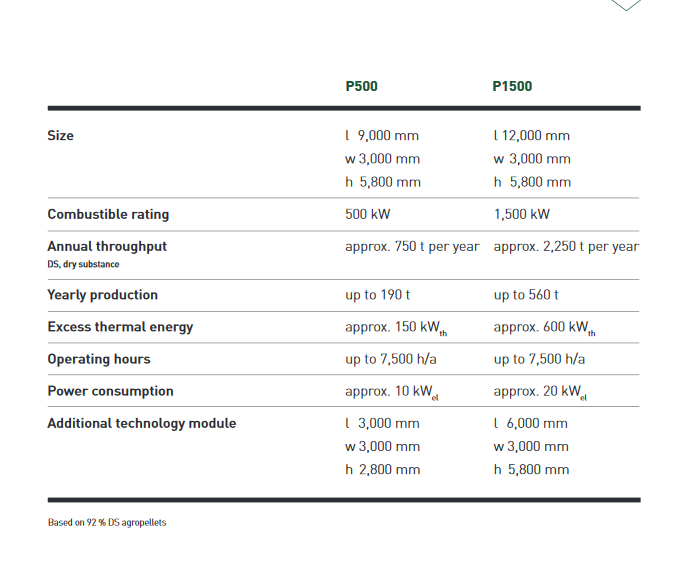 P500 P1500
Size l 9,000 mm l 12,000 mm
w 3,000 mm w 3,000 mm
h 5,800 mm h 5,800 mm
Combustible rating 500 kW 1,500 kW
Annual throughput approx. 750 t per year approx. 2,250 t per year
DS, dry substance
Yearly production up to 190 t up to 560 t
Excess thermal energy approx. 150 kWth approx. 600 kWth
Operating hours up to 7,500 h/a up to 7,500 h/a
Power consumption approx. 10 kWel approx. 20 kWel
Additional technology module l 3,000 mm l 6,000 mm
w 3,000 mm w 3,000 mm
h 2,800 mm h 5,800 mm
Based on 92 % DS agropellets